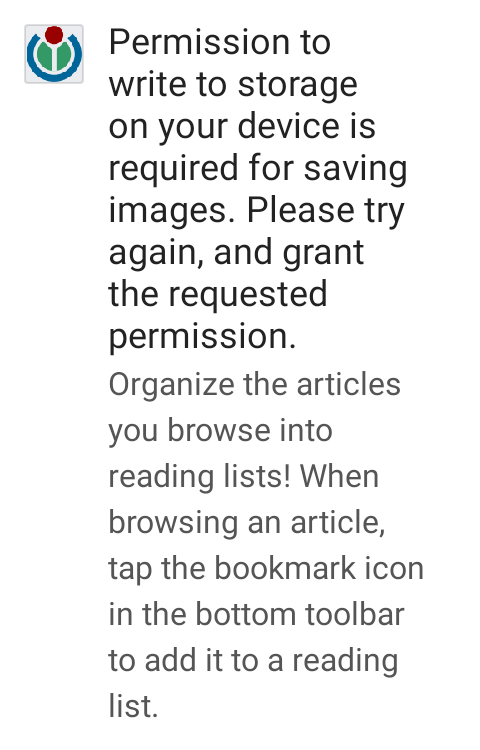 Permission to
write to storage
on your device is
required for saving
images. Please try
again, and grant
the requested
permission.
Organize the articles
you browse into
reading lists! When
browsing an article,
tap the bookmark icon
in the bottom toolbar
to add it to a reading
list.